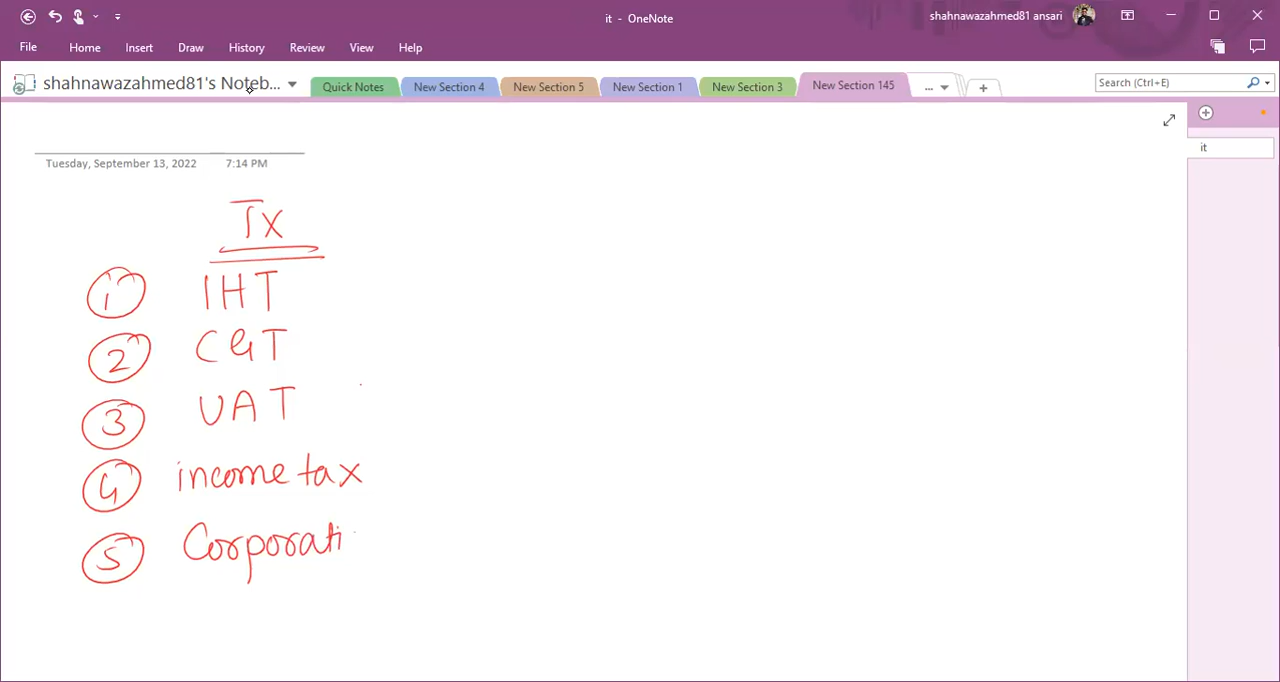 it - OneNote
shahnawazahmed81 ansari
File Home Insert Draw History Review View Help
shahnawazahmed81's Noteb...
Quick Notes New Section 4 New Section 5 New Section 1 New Section 3 New Section 145 ...
Search (Ctrl+E)
it
Tuesday, September 13, 2022 7:14 PM
Tx
1 IHT
2 CGT
3 VAT
4 income tax
5 Corporati